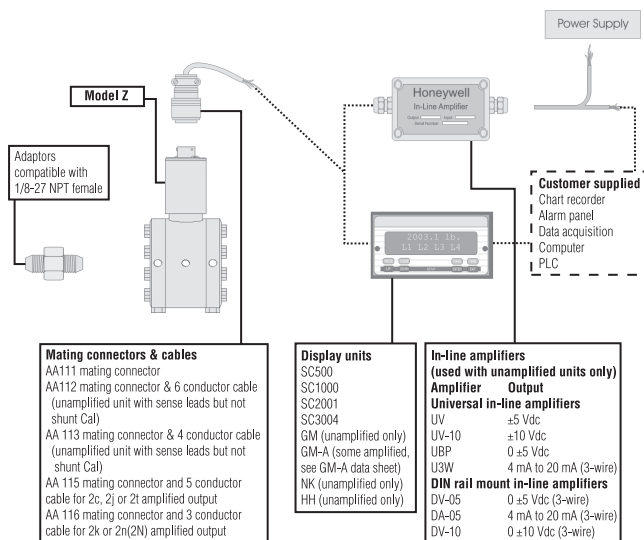 Power Supply
Honeywell
In-Line Amplifier
Output
Input
Serial Number
Model Z
Adaptors
compatible with
1/8-27 NPT female
2003.1 lb.
L1 L2 L3 L4
Customer supplied
Chart recorder
Alarm panel
Data acquisition
Computer
PLC
Mating connectors & cables
AA111 mating connector
AA112 mating connector & 6 conductor cable
(unamplified unit with sense leads but not
shunt Cal)
AA 113 mating connector & 4 conductor cable
(unamplified unit with sense leads but not
shunt Cal)
AA 115 mating connector and 5 conductor
cable for 2c, 2j or 2t amplified output
AA 116 mating connector and 3 conductor
cable for 2k or 2n(2N) amplified output
Display units
SC500
SC1000
SC2001
SC3004
GM (unamplified only)
GM-A (some amplified,
see GM-A data sheet)
NK (unamplified only)
HH (unamplified only)
In-line amplifiers
(used with unamplified units only)
Amplifier Output
Universal in-line amplifiers
UV ±5 Vdc
UV-10 ±10 Vdc
UBP 0 ±5 Vdc
U3W 4 mA to 20 mA (3-wire)
DIN rail mount in-line amplifiers
DV-05 0 ±5 Vdc (3-wire)
DA-05 4 mA to 20 mA (3-wire)
DV-10 0 ±10 Vdc (3-wire)